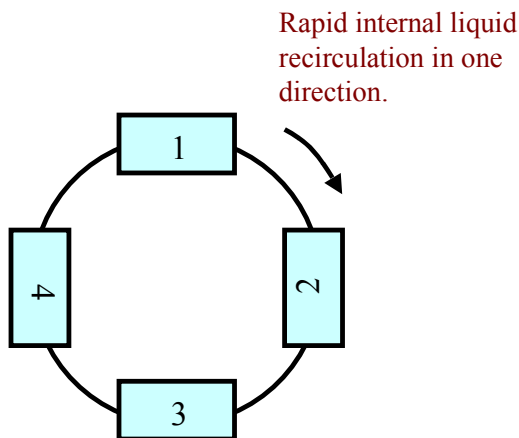 Rapid internal liquid
recirculation in one
direction.
1
2
3
4